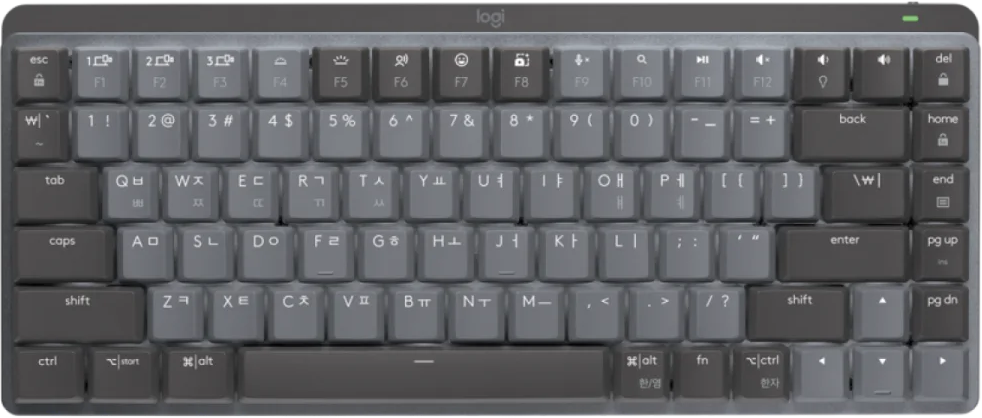 logi
esc 1 F1 2 F2 3 F3 F4 F5 F6 F7 F8 F9 F10 F11 F12 del
₩| ` ~ 1 ! 2 @ 3 # 4 $ 5 % 6 ^ 7 & 8 * 9 ( 0 ) - _ = + back home
tab Q ㅂ ㅃ W ㅈ ㅉ E ㄷ ㄸ R ㄱ ㄲ T ㅅ ㅆ Y ㅛ U ㅕ I ㅑ O ㅐ ㅒ P ㅔ ㅖ [ { ] } \ ₩ | end
caps A ㅁ S ㄴ D ㅇ F ㄹ G ㅎ H ㅗ J ㅓ K ㅏ L ㅣ ; : ' " enter pg up ins
shift Z ㅋ X ㅌ C ㅊ V ㅍ B ㅠ N ㅜ M ㅡ , < . > / ? shift pg dn
ctrl ⌥|start ⌘|alt ⌘|alt 한/영 fn ⌥|ctrl 한자